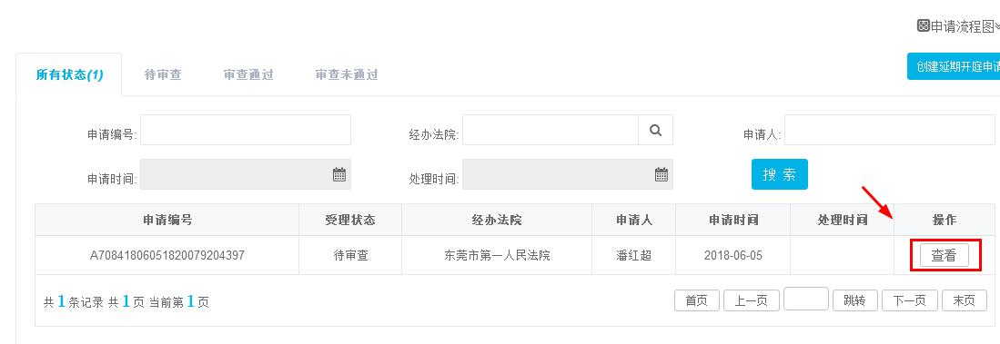 申请流程图
所有状态(1) 待审查 审查通过 审查未通过 创建延期开庭申请
申请编号: 经办法院: 申请人:
申请时间: 处理时间: 搜 索
申请编号 受理状态 经办法院 申请人 申请时间 处理时间 操作
A70841806051820079204397 待审查 东莞市第一人民法院 潘红超 2018-06-05 查看
共 1 条记录 共 1 页 当前第 1 页 首页 上一页 跳转 下一页 末页